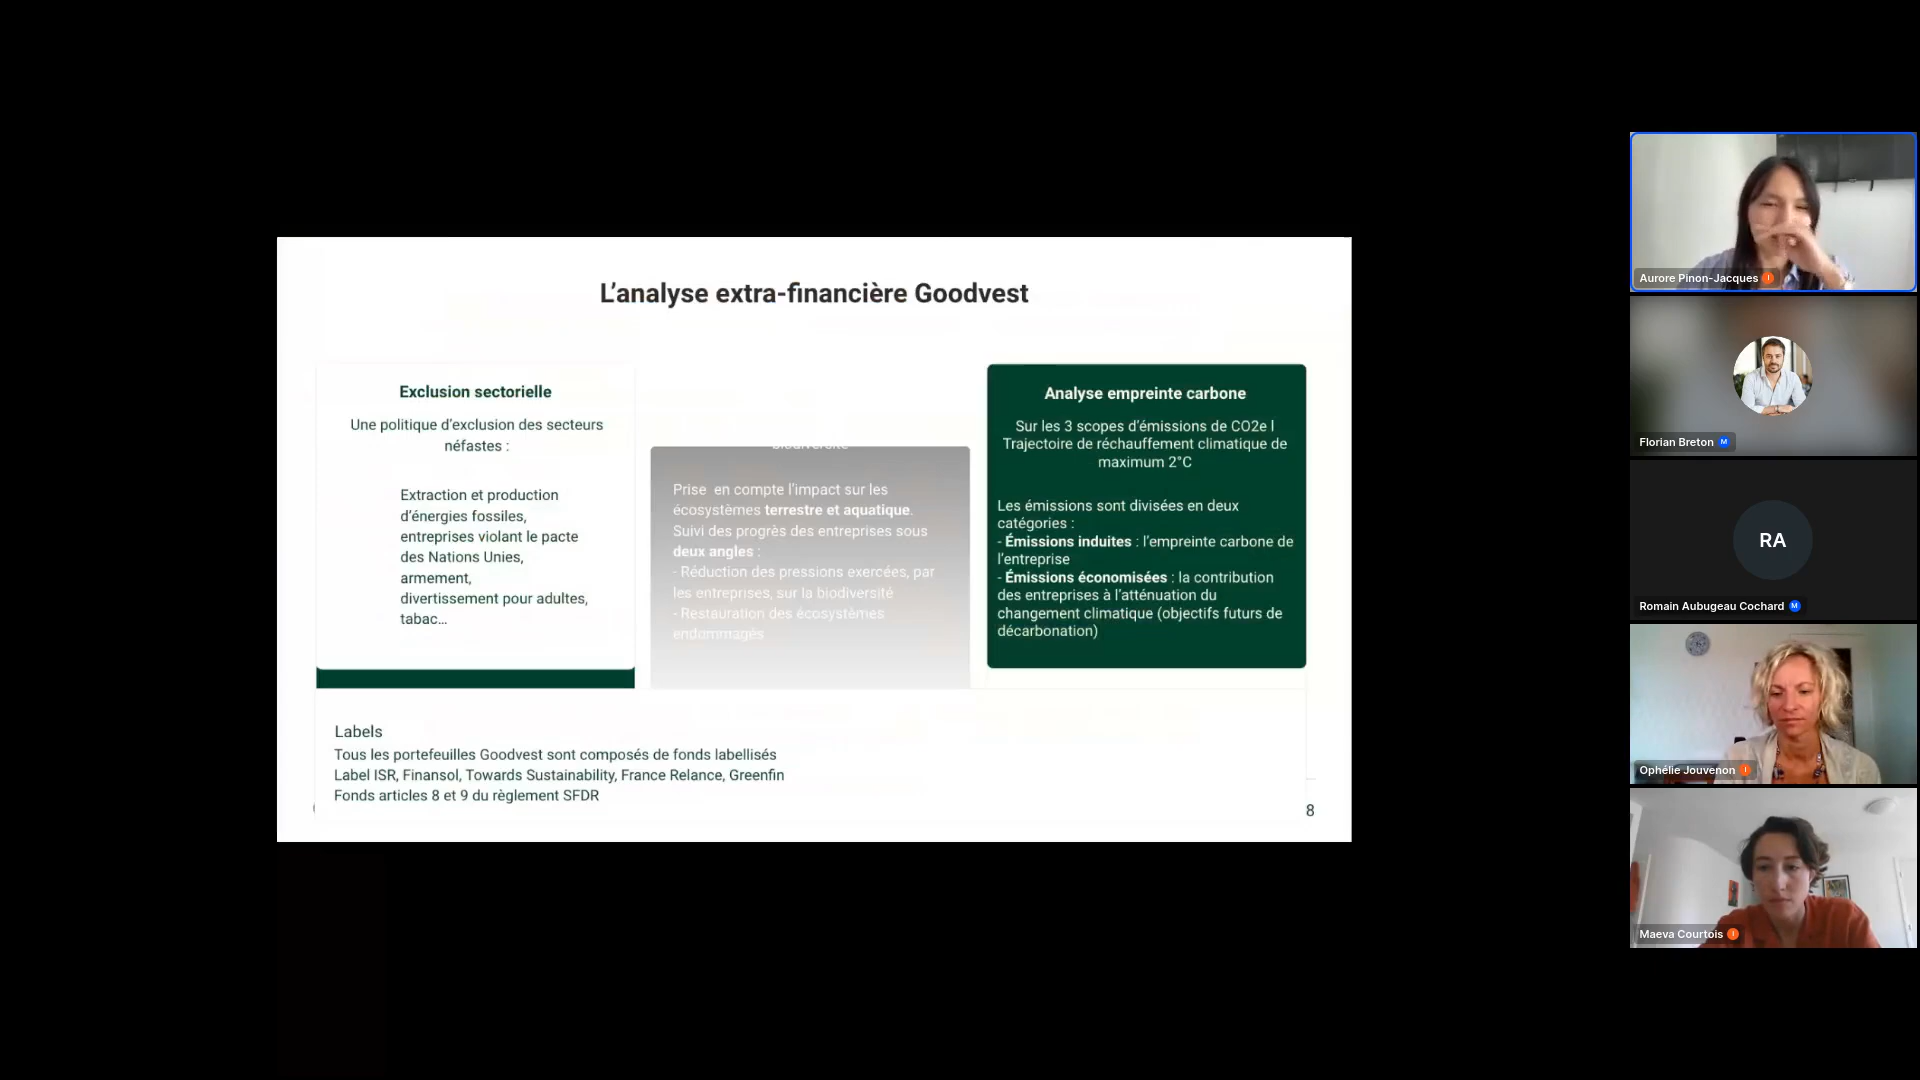 L'analyse extra-financière Goodvest
Exclusion sectorielle
Une politique d'exclusion des secteurs
néfastes :
Extraction et production
d'énergies fossiles,
entreprises violant le pacte
des Nations Unies,
armement,
divertissement pour adultes,
tabac...
biodiversité
Prise en compte l'impact sur les
écosystèmes terrestre et aquatique.
Suivi des progrès des entreprises sous
deux angles :
- Réduction des pressions exercées, par
les entreprises, sur la biodiversité
- Restauration des écosystèmes
endommagés
Analyse empreinte carbone
Sur les 3 scopes d'émissions de CO2e l
Trajectoire de réchauffement climatique de
maximum 2°C
Les émissions sont divisées en deux
catégories :
- Émissions induites : l'empreinte carbone de
l'entreprise
- Émissions économisées : la contribution
des entreprises à l'atténuation du
changement climatique (objectifs futurs de
décarbonation)
Labels
Tous les portefeuilles Goodvest sont composés de fonds labellisés
Label ISR, Finansol, Towards Sustainability, France Relance, Greenfin
Fonds articles 8 et 9 du règlement SFDR
8
Aurore Pinon-Jacques I
Florian Breton M
RA
Romain Aubugeau Cochard M
Ophélie Jouvenon I
Maeva Courtois I